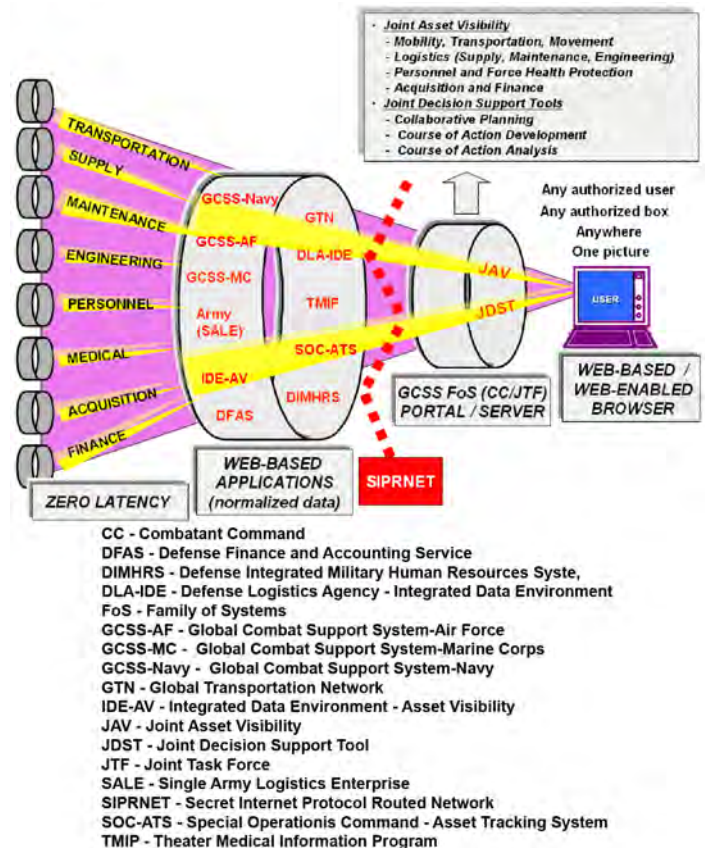 - Joint Asset Visibility
- Mobility, Transportation, Movement
- Logistics (Supply, Maintenance, Engineering)
- Personnel and Force Health Protection
- Acquisition and Finance
- Joint Decision Support Tools
- Collaborative Planning
- Course of Action Development
- Course of Action Analysis
TRANSPORTATION
SUPPLY
MAINTENANCE
ENGINEERING
PERSONNEL
MEDICAL
ACQUISITION
FINANCE
GCSS-Navy
GCSS-AF
GCSS-MC
Army
(SALE)
IDE-AV
DFAS
GTN
DLA-IDE
TMIF
SOC-ATS
DIMHRS
JAV
JDST
Any authorized user
Any authorized box
Anywhere
One picture
USER
ZERO LATENCY
WEB-BASED
APPLICATIONS
(normalized data)
SIPRNET
GCSS FoS (CC/JTF)
PORTAL / SERVER
WEB-BASED /
WEB-ENABLED
BROWSER
CC - Combatant Command
DFAS - Defense Finance and Accounting Service
DIMHRS - Defense Integrated Military Human Resources Syste,
DLA-IDE - Defense Logistics Agency - Integrated Data Environment
FoS - Family of Systems
GCSS-AF - Global Combat Support System-Air Force
GCSS-MC - Global Combat Support System-Marine Corps
GCSS-Navy - Global Combat Support System-Navy
GTN - Global Transportation Network
IDE-AV - Integrated Data Environment - Asset Visibility
JAV - Joint Asset Visibility
JDST - Joint Decision Support Tool
JTF - Joint Task Force
SALE - Single Army Logistics Enterprise
SIPRNET - Secret Internet Protocol Routed Network
SOC-ATS - Special Operationis Command - Asset Tracking System
TMIP - Theater Medical Information Program